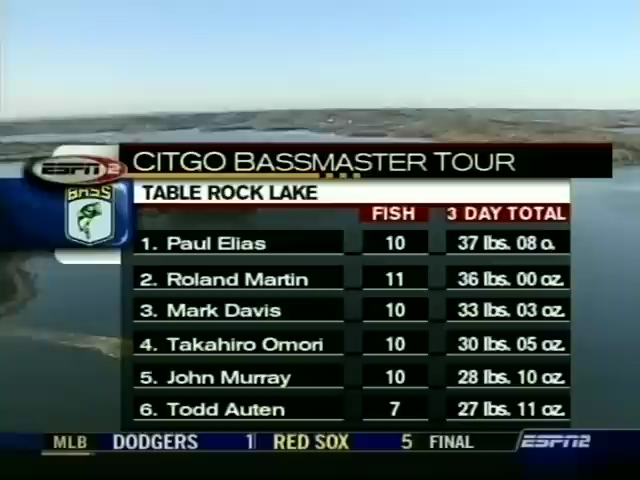 ESPN2 CITGO BASSMASTER TOUR
BASS TABLE ROCK LAKE
FISH 3 DAY TOTAL
1. Paul Elias 10 37 lbs. 08 o.
2. Roland Martin 11 36 lbs. 00 oz.
3. Mark Davis 10 33 lbs. 03 oz.
4. Takahiro Omori 10 30 lbs. 05 oz.
5. John Murray 10 28 lbs. 10 oz.
6. Todd Auten 7 27 lbs. 11 oz.
MLB DODGERS 1 RED SOX 5 FINAL ESPN2